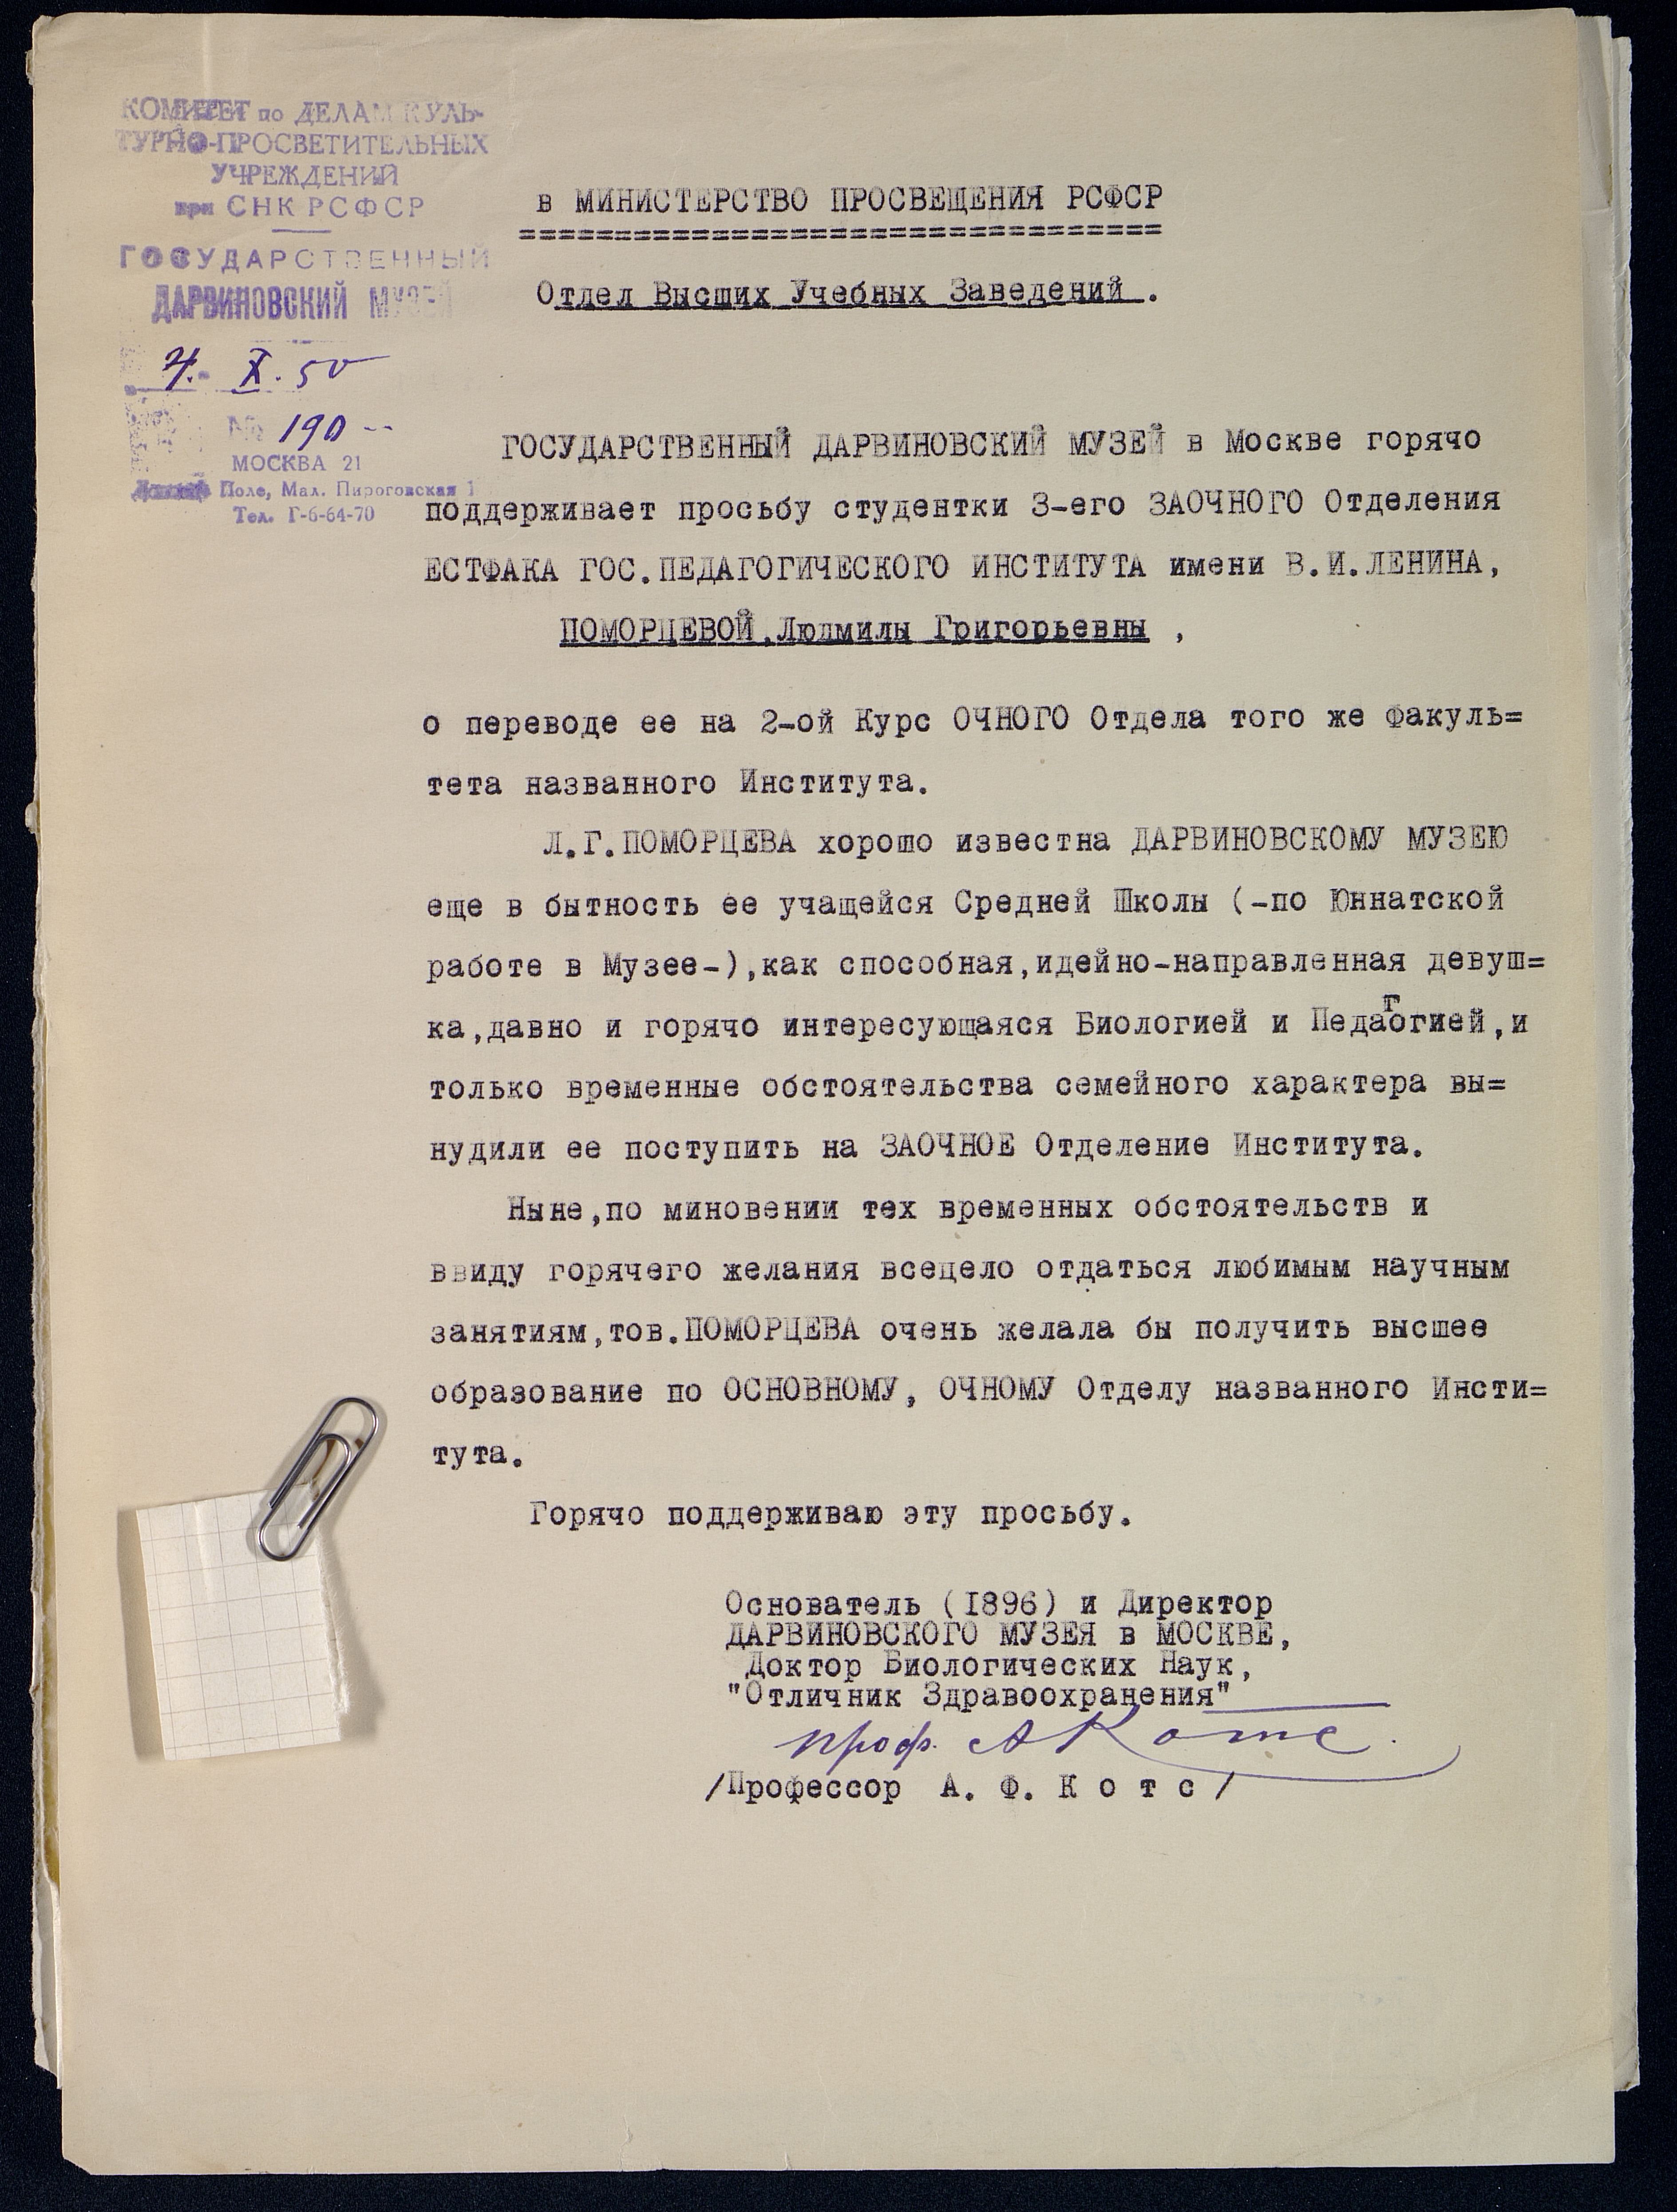 КОМИТЕТ по ДЕЛАМ КУЛЬ-
ТУРНО-ПРОСВЕТИТЕЛЬНЫХ
УЧРЕЖДЕНИЙ
при СНК РСФСР
ГОСУДАРСТВЕННЫЙ
ДАРВИНОВСКИЙ МУЗЕЙ
X. 50
№ 190
МОСКВА 21
Поле, Мал. Пироговская 1
Тел. Г-6-64-70
в МИНИСТЕРСТВО ПРОСВЕЩЕНИЯ РСФСР
==================================
Отдел Высших Учебных Заведений .
ГОСУДАРСТВЕННЫЙ ДАРВИНОВСКИЙ МУЗЕЙ в Москве горячо
поддерживает просьбу студентки 3-его ЗАОЧНОГО Отделения
ЕСТФАКА ГОС.ПЕДАГОГИЧЕСКОГО ИНСТИТУТА имени В.И.ЛЕНИНА,
ПОМОРЦЕВОЙ,Людмилы Григорьевны ,
о переводе ее на 2-ой Курс ОЧНОГО Отдела того же Факуль=
тета названного Института.
Л.Г.ПОМОРЦЕВА хорошо известна ДАРВИНОВСКОМУ МУЗЕЮ
еще в бытность ее учащейся Средней Школы (-по Юннатской
работе в Музее-),как способная,идейно-направленная девуш=
ка,давно и горячо интересующаяся Биологией и Педагогией,и
только временные обстоятельства семейного характера вы=
нудили ее поступить на ЗАОЧНОЕ Отделение Института.
Ныне,по миновении тех временных обстоятельств и
ввиду горячего желания всецело отдаться любимым научным
занятиям,тов.ПОМОРЦЕВА очень желала бы получить высшее
образование по ОСНОВНОМУ, ОЧНОМУ Отделу названного Инсти=
тута.
Горячо поддерживаю эту просьбу.
Основатель (1896) и Директор
ДАРВИНОВСКОГО МУЗЕЯ в МОСКВЕ,
Доктор Биологических Наук,
"Отличник Здравоохранения"
проф. А Котс.
/Профессор А. Ф. К о т с /